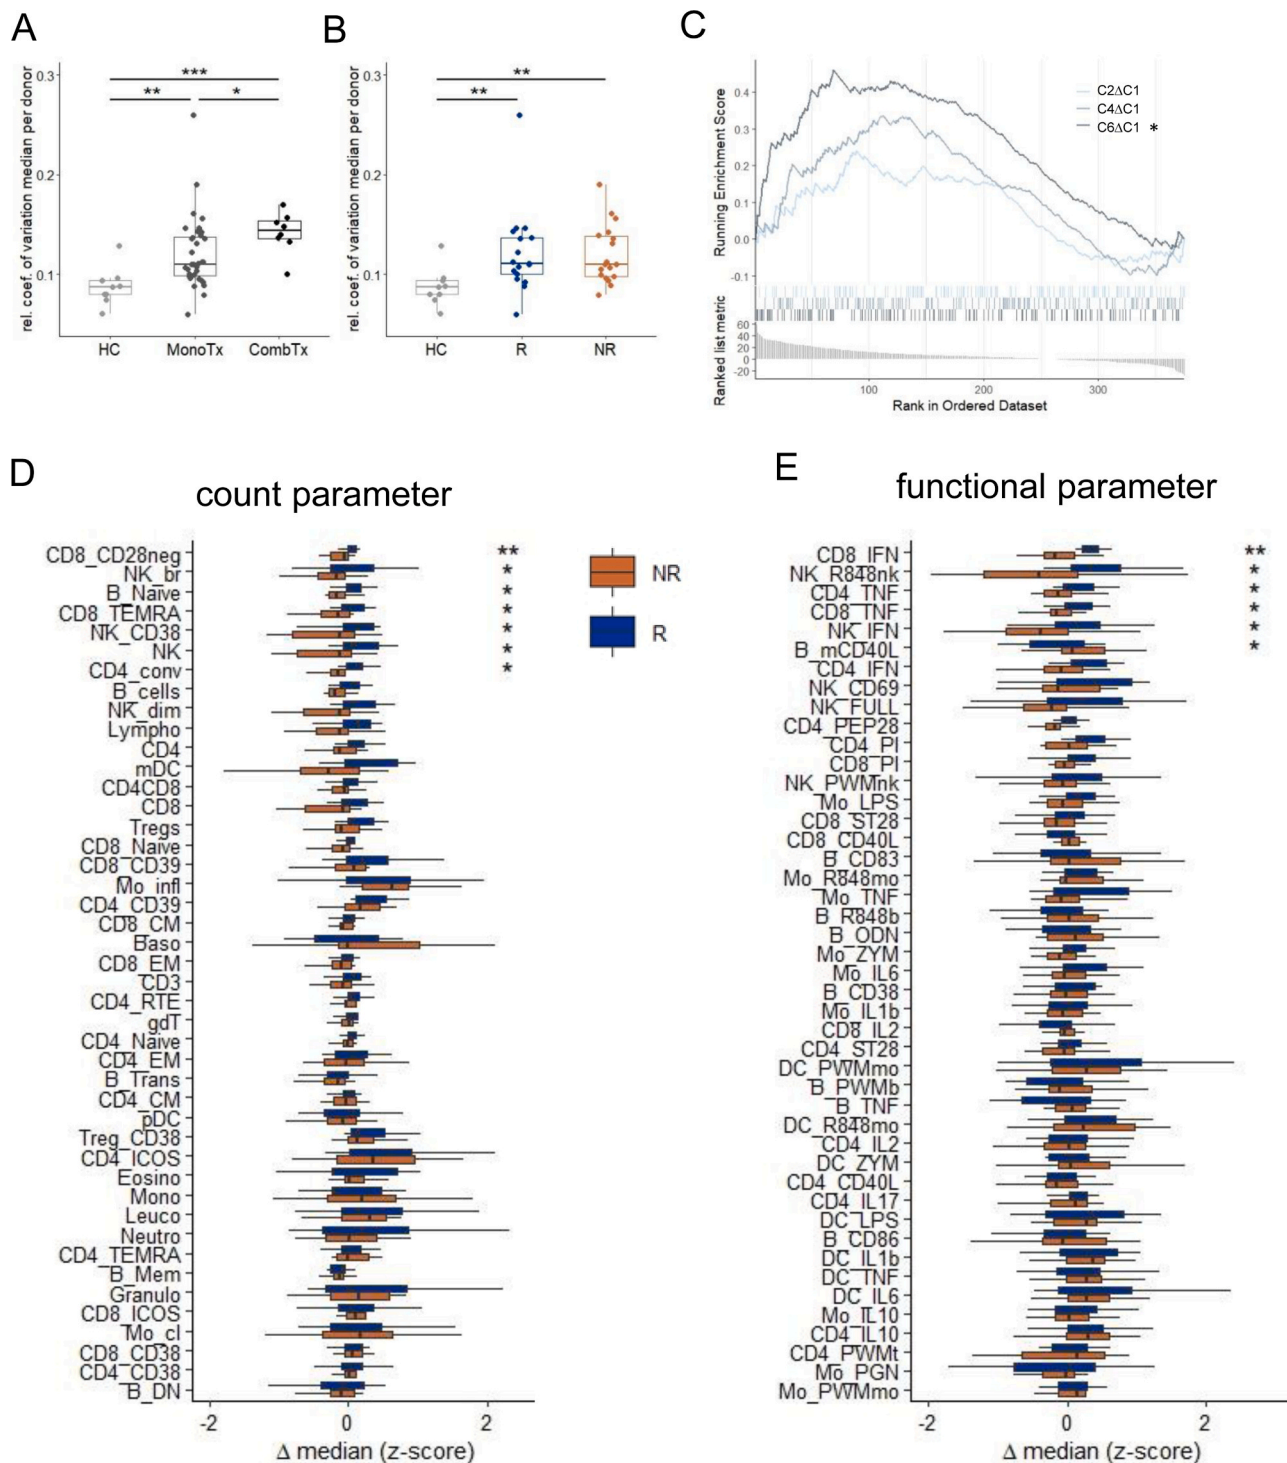 A
rel. coef. of variation median per donor
0.3
0.2
0.1
***
**
*
HC
MonoTx
CombTx
B
rel. coef. of variation median per donor
0.3
0.2
0.1
**
**
HC
R
NR
C
Running Enrichment Score
0.4
0.3
0.2
0.1
0.0
-0.1
C2ΔC1
C4ΔC1
C6ΔC1 *
Ranked list metric
60
40
20
0
-20
100
200
300
Rank in Ordered Dataset
D
count parameter
CD8_CD28neg **
NK_br *
B_Naive *
CD8_TEMRA *
NK_CD38 *
NK *
CD4_conv *
B_cells
NK_dim
Lympho
CD4
mDC
CD4CD8
CD8
Tregs
CD8_Naive
CD8_CD39
Mo_infl
CD4_CD39
CD8_CM
Baso
CD8_EM
CD3
CD4_RTE
gdT
CD4_Naive
CD4_EM
B_Trans
CD4_CM
pDC
Treg_CD38
CD4_ICOS
Eosino
Mono
Leuco
Neutro
CD4_TEMRA
B_Mem
Granulo
CD8_ICOS
Mo_cl
CD8_CD38
CD4_CD38
B_DN
-2
0
2
Δ median (z-score)
NR
R
E
functional parameter
CD8_IFN **
NK_R848nk *
CD4_TNF *
CD8_TNF *
NK_IFN *
B_mCD40L *
CD4_IFN
NK_CD69
NK_FULL
CD4_PEP28
CD4_PI
CD8_PI
NK_PWMnk
Mo_LPS
CD8_ST28
CD8_CD40L
B_CD83
Mo_R848mo
Mo_TNF
B_R848b
B_ODN
Mo_ZYM
Mo_IL6
B_CD38
Mo_IL1b
CD8_IL2
CD4_ST28
DC_PWMmo
B_PWMb
B_TNF
DC_R848mo
CD4_IL2
DC_ZYM
CD4_CD40L
CD4_IL17
DC_LPS
B_CD86
DC_IL1b
DC_TNF
DC_IL6
Mo_IL10
CD4_IL10
CD4_PWMt
Mo_PGN
Mo_PWMmo
-2
0
2
Δ median (z-score)